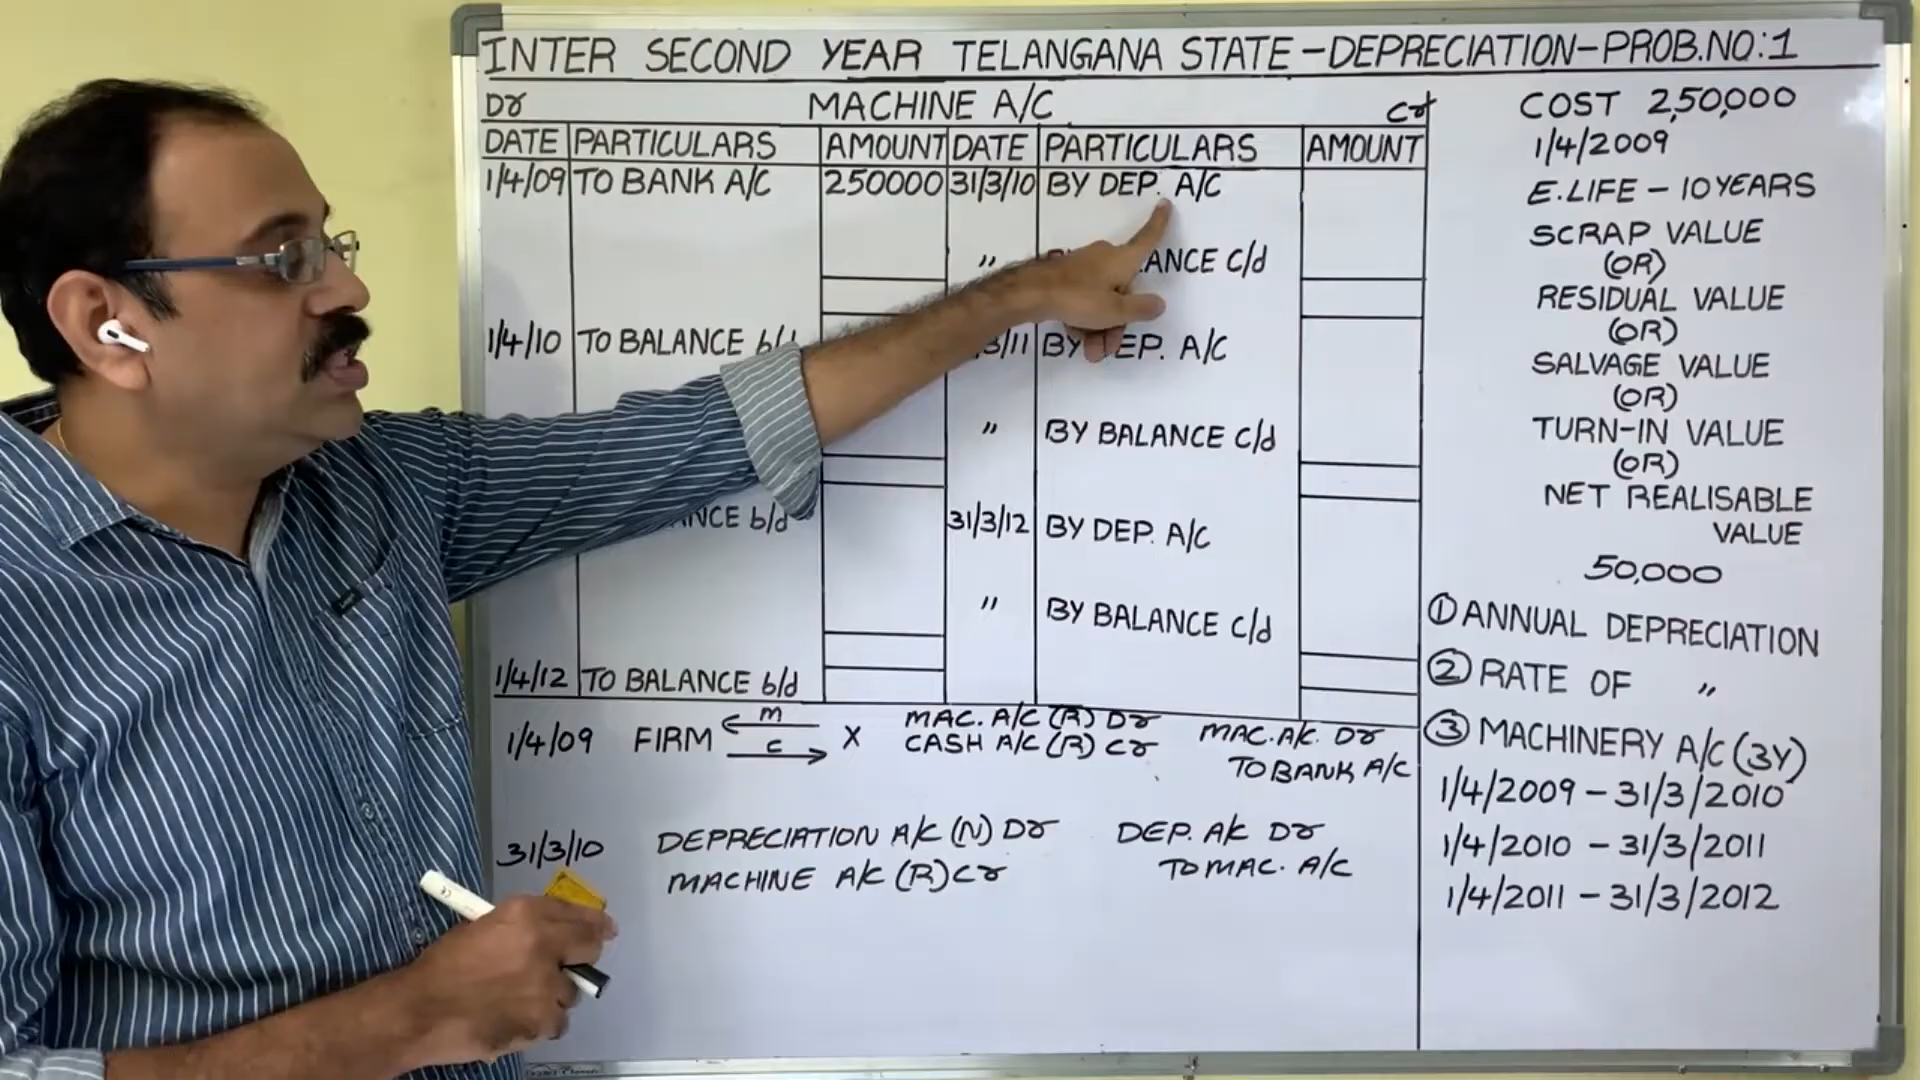 INTER SECOND YEAR TELANGANA STATE-DEPRECIATION-PROB.NO:1
Dr MACHINE A/C Cr
DATE PARTICULARS AMOUNT DATE PARTICULARS AMOUNT
1/4/09 TO BANK A/C 250000 31/3/10 BY DEP. A/C
" C/d
1/4/10 TO BALANCE b/d BY DEP. A/C
" BY BALANCE C/d
b/d 31/3/12 BY DEP. A/C
" BY BALANCE C/d
1/4/12 TO BALANCE b/d
1/4/09 FIRM m c X MAC. A/C (R) Dr
CASH A/C (R) Cr
MAC. A/C. Dr
TO BANK A/C
31/3/10 DEPRECIATION A/C (N) Dr
MACHINE A/C (R) Cr
DEP. A/C Dr
TO MAC. A/C
COST 2,50,000
1/4/2009
E.LIFE - 10 YEARS
SCRAP VALUE
(OR)
RESIDUAL VALUE
(OR)
SALVAGE VALUE
(OR)
TURN-IN VALUE
(OR)
NET REALISABLE
VALUE
50,000
① ANNUAL DEPRECIATION
② RATE OF "
③ MACHINERY A/C (3Y)
1/4/2009 - 31/3/2010
1/4/2010 - 31/3/2011
1/4/2011 - 31/3/2012